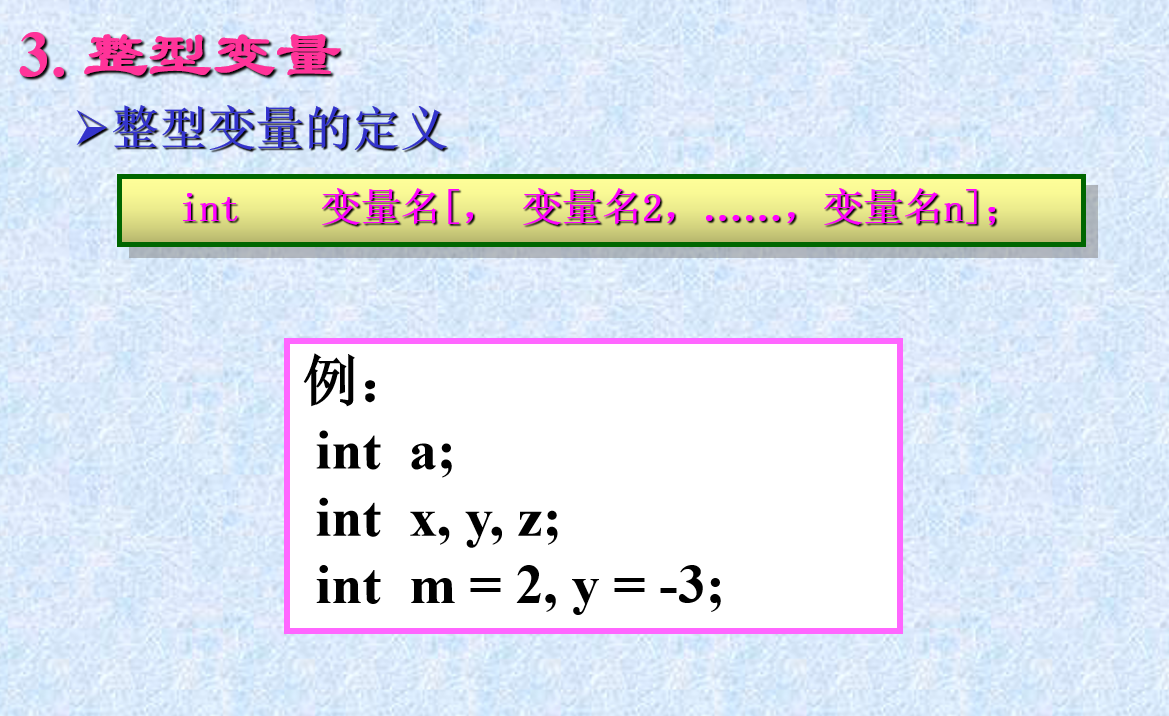 3. 整型变量
➢整型变量的定义
int 变量名[, 变量名2, ……, 变量名n];
例:
int a;
int x, y, z;
int m = 2, y = -3;